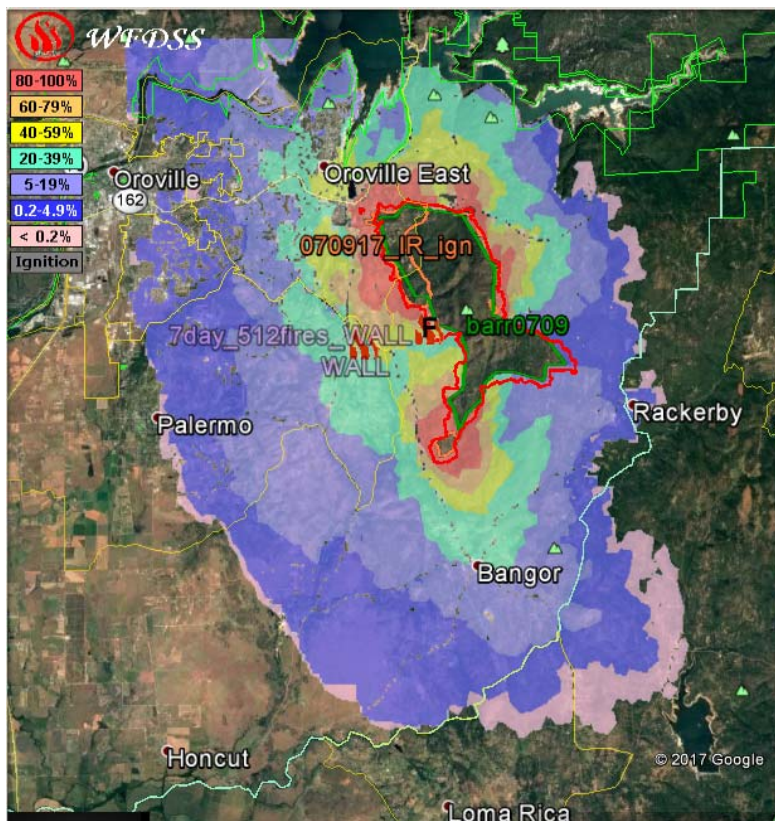 WFDSS
80-100%
60-79%
40-59%
20-39%
5-19%
0.2-4.9%
< 0.2%
Ignition
Oroville
162
Oroville East
070917_IR_ign
F
barr0709
7day_512fires_WALL
WALL
Palermo
Rackerby
Bangor
Honcut
© 2017 Google
Loma Rica